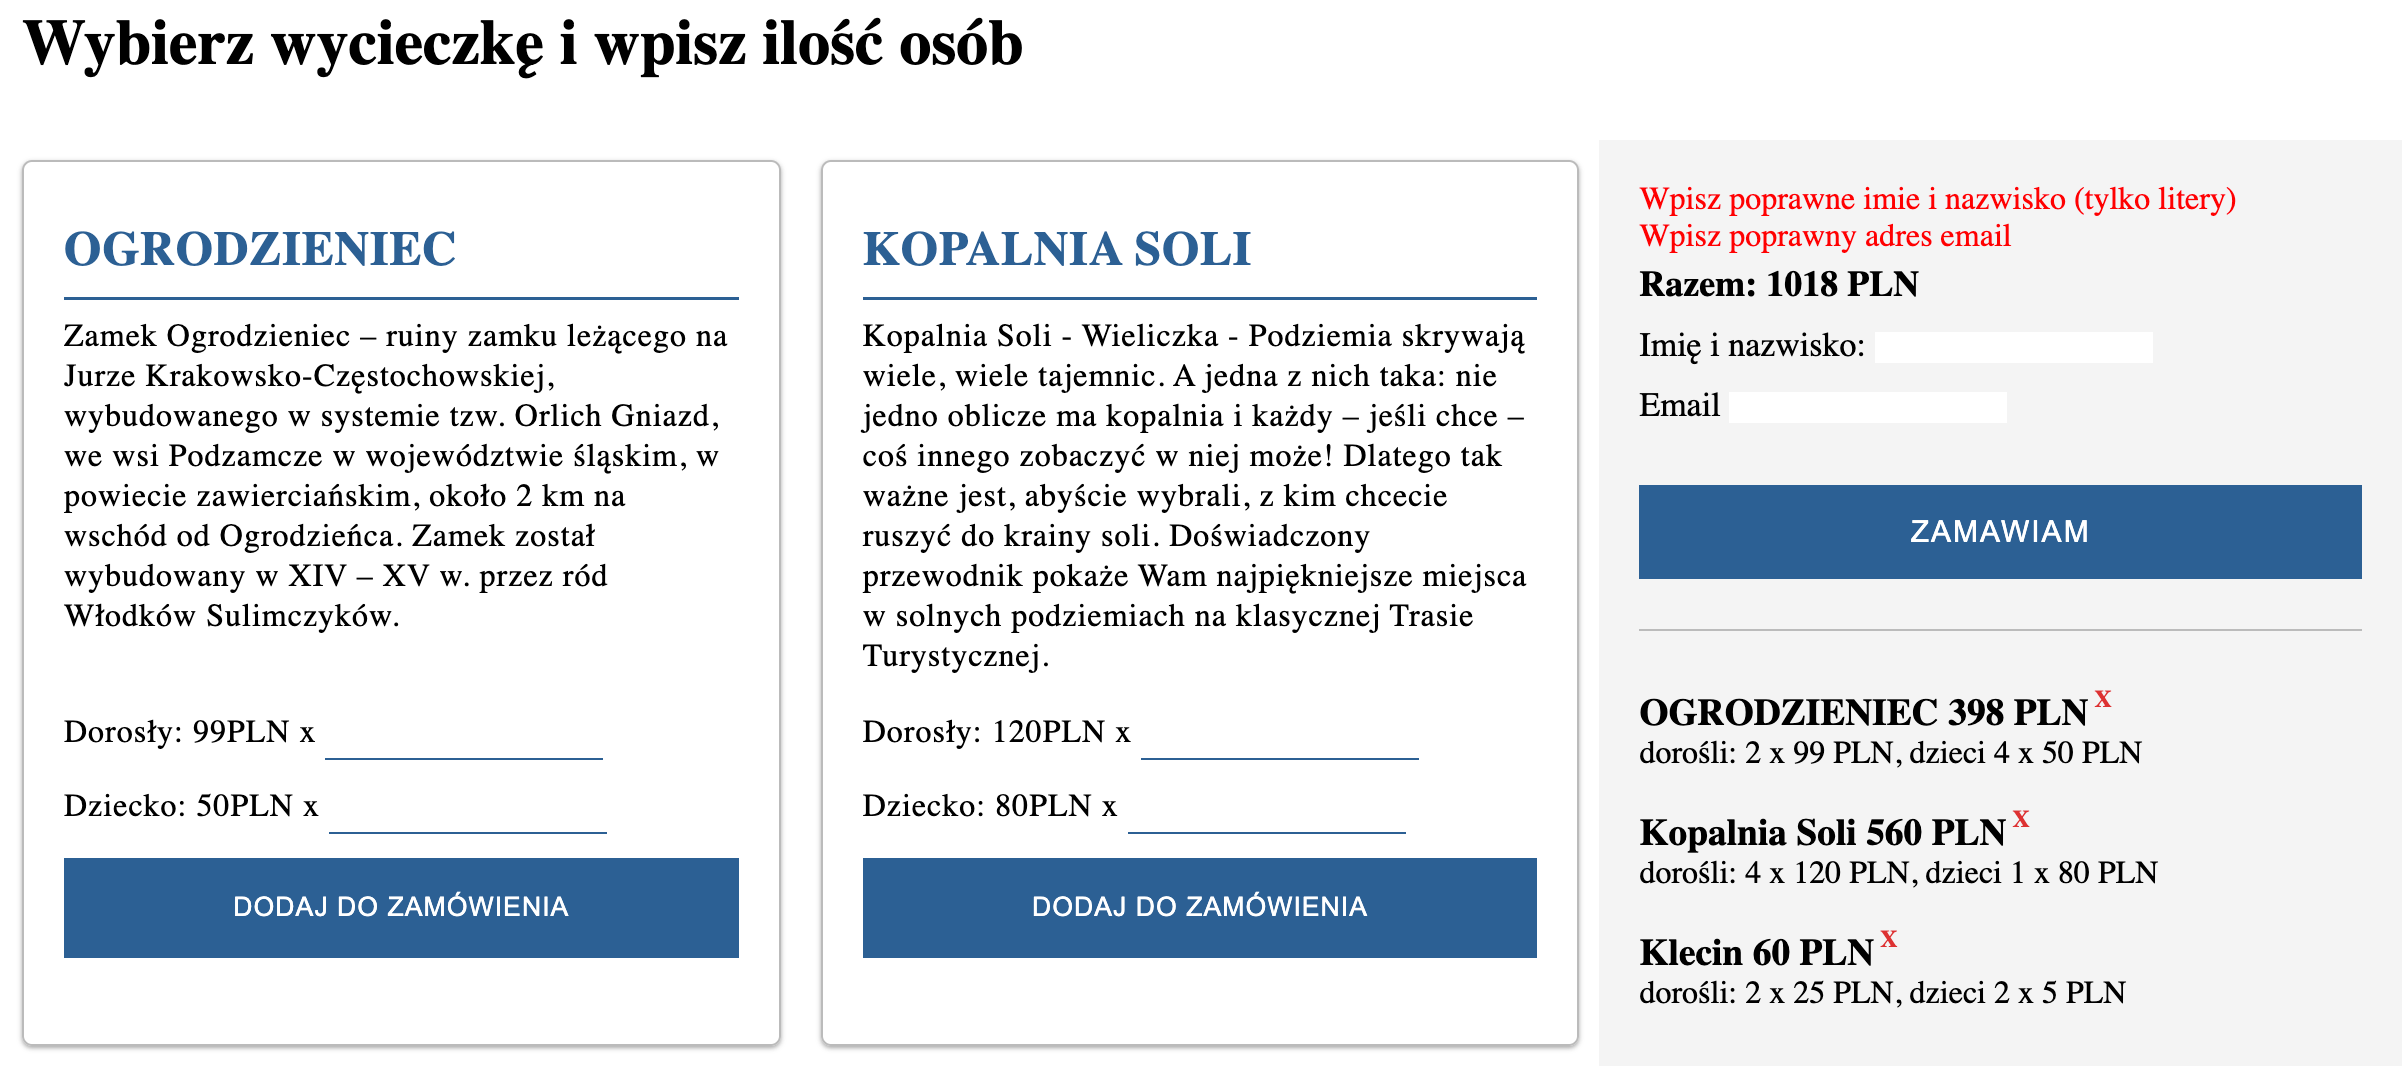 Wybierz wycieczkę i wpisz ilość osób
OGRODZIENIEC
Zamek Ogrodzieniec – ruiny zamku leżącego na
Jurze Krakowsko-Częstochowskiej,
wybudowanego w systemie tzw. Orlich Gniazd,
we wsi Podzamcze w województwie śląskim, w
powiecie zawierciańskim, około 2 km na
wschód od Ogrodzieńca. Zamek został
wybudowany w XIV – XV w. przez ród
Włodków Sulimczyków.
Dorosły: 99PLN x
Dziecko: 50PLN x
DODAJ DO ZAMÓWIENIA
KOPALNIA SOLI
Kopalnia Soli - Wieliczka - Podziemia skrywają
wiele, wiele tajemnic. A jedna z nich taka: nie
jedno oblicze ma kopalnia i każdy – jeśli chce –
coś innego zobaczyć w niej może! Dlatego tak
ważne jest, abyście wybrali, z kim chcecie
ruszyć do krainy soli. Doświadczony
przewodnik pokaże Wam najpiękniejsze miejsca
w solnych podziemiach na klasycznej Trasie
Turystycznej.
Dorosły: 120PLN x
Dziecko: 80PLN x
DODAJ DO ZAMÓWIENIA
Wpisz poprawne imie i nazwisko (tylko litery)
Wpisz poprawny adres email
Razem: 1018 PLN
Imię i nazwisko:
Email
ZAMAWIAM
OGRODZIENIEC 398 PLN x
dorośli: 2 x 99 PLN, dzieci 4 x 50 PLN
Kopalnia Soli 560 PLN x
dorośli: 4 x 120 PLN, dzieci 1 x 80 PLN
Klecin 60 PLN x
dorośli: 2 x 25 PLN, dzieci 2 x 5 PLN